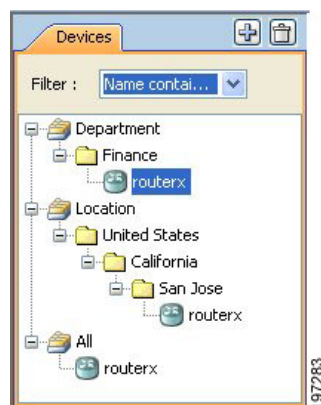 Devices
Filter : Name contai...
Department
Finance
routerx
Location
United States
California
San Jose
routerx
All
routerx
97283